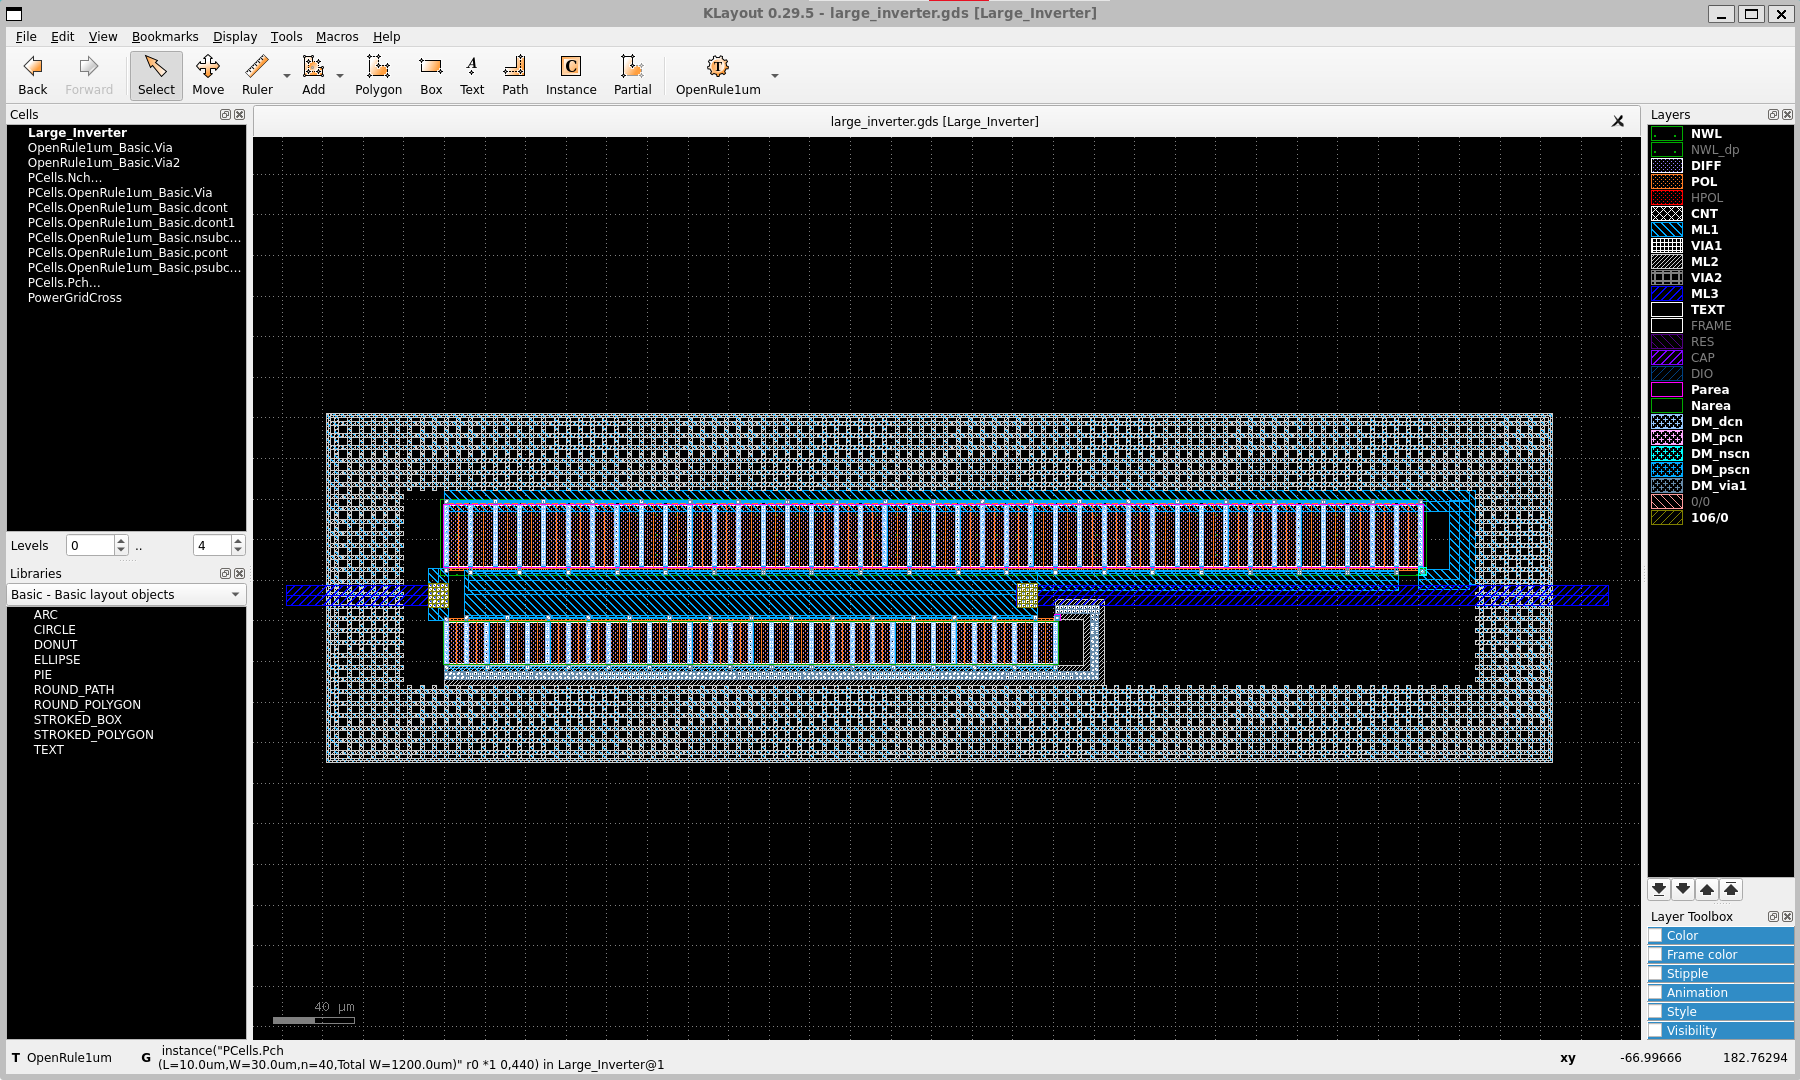 KLayout 0.29.5 - large_inverter.gds [Large_Inverter]
File Edit View Bookmarks Display Tools Macros Help
Back Forward Select Move Ruler Add Polygon Box Text Path Instance Partial OpenRule1um
Cells
Large_Inverter
OpenRule1um_Basic.Via
OpenRule1um_Basic.Via2
PCells.Nch...
PCells.OpenRule1um_Basic.Via
PCells.OpenRule1um_Basic.dcont
PCells.OpenRule1um_Basic.dcont1
PCells.OpenRule1um_Basic.nsubc...
PCells.OpenRule1um_Basic.pcont
PCells.OpenRule1um_Basic.psubc...
PCells.Pch...
PowerGridCross
Levels 0 .. 4
Libraries
Basic - Basic layout objects
ARC
CIRCLE
DONUT
ELLIPSE
PIE
ROUND_PATH
ROUND_POLYGON
STROKED_BOX
STROKED_POLYGON
TEXT
large_inverter.gds [Large_Inverter]
40 µm
Layers
NWL
NWL_dp
DIFF
POL
HPOL
CNT
ML1
VIA1
ML2
VIA2
ML3
TEXT
FRAME
RES
CAP
DIO
Parea
Narea
DM_dcn
DM_pcn
DM_nscn
DM_pscn
DM_via1
0/0
106/0
Layer Toolbox
Color
Frame color
Stipple
Animation
Style
Visibility
T OpenRule1um G instance("PCells.Pch
(L=10.0um,W=30.0um,n=40,Total W=1200.0um)" r0 *1 0,440) in Large_Inverter@1
xy -66.99666 182.76294